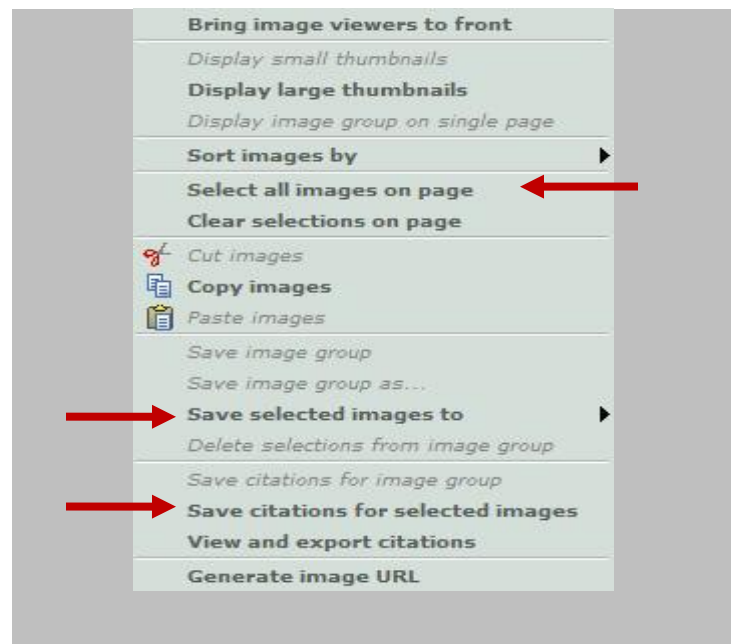 Bring image viewers to front
Display small thumbnails
Display large thumbnails
Display image group on single page
Sort images by
Select all images on page
Clear selections on page
Cut images
Copy images
Paste images
Save image group
Save image group as...
Save selected images to
Delete selections from image group
Save citations for image group
Save citations for selected images
View and export citations
Generate image URL